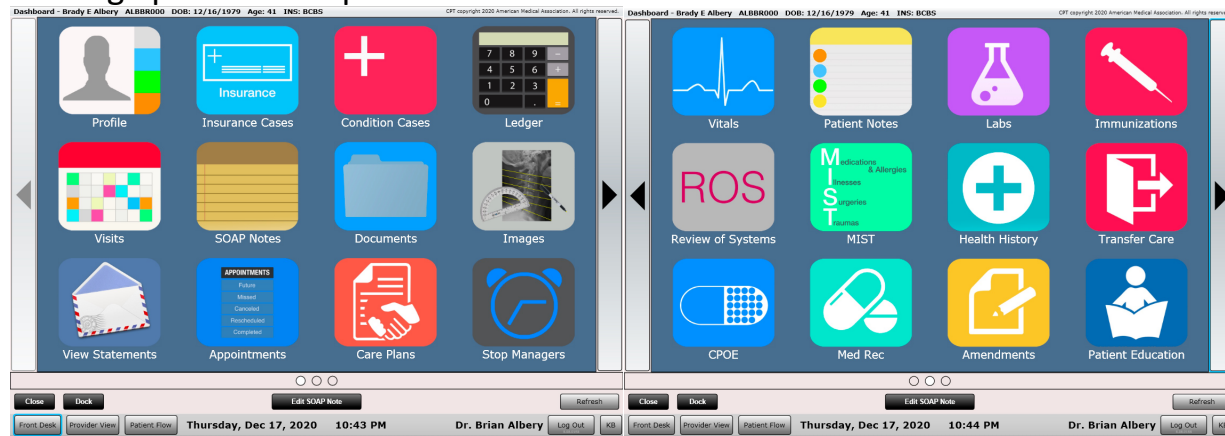 Dashboard - Brady E Albery ALBBR000 DOB: 12/16/1979 Age: 41 INS: BCBS
CPT copyright 2020 American Medical Association. All rights reserved.
7 8 9 -
4 5 6 +
1 2 3
0 . =
Insurance
Profile
Insurance Cases
Condition Cases
Ledger
Visits
SOAP Notes
Documents
Images
APPOINTMENTS
Future
Missed
Canceled
Rescheduled
Completed
View Statements
Appointments
Care Plans
Stop Managers
Close
Dock
Edit SOAP Note
Refresh
Front Desk
Provider View
Patient Flow
Thursday, Dec 17, 2020 10:43 PM
Dr. Brian Albery
Log Out
KB
Dashboard - Brady E Albery ALBBR000 DOB: 12/16/1979 Age: 41 INS: BCBS
CPT copyright 2020 American Medical Association. All rights
Vitals
Patient Notes
Labs
Immunizations
ROS
Medications
& Allergies
Illnesses
Surgeries
Traumas
Review of Systems
MIST
Health History
Transfer Care
CPOE
Med Rec
Amendments
Patient Education
Close
Dock
Edit SOAP Note
Refresh
Front Desk
Provider View
Patient Flow
Thursday, Dec 17, 2020 10:44 PM
Dr. Brian Albery
Log Out